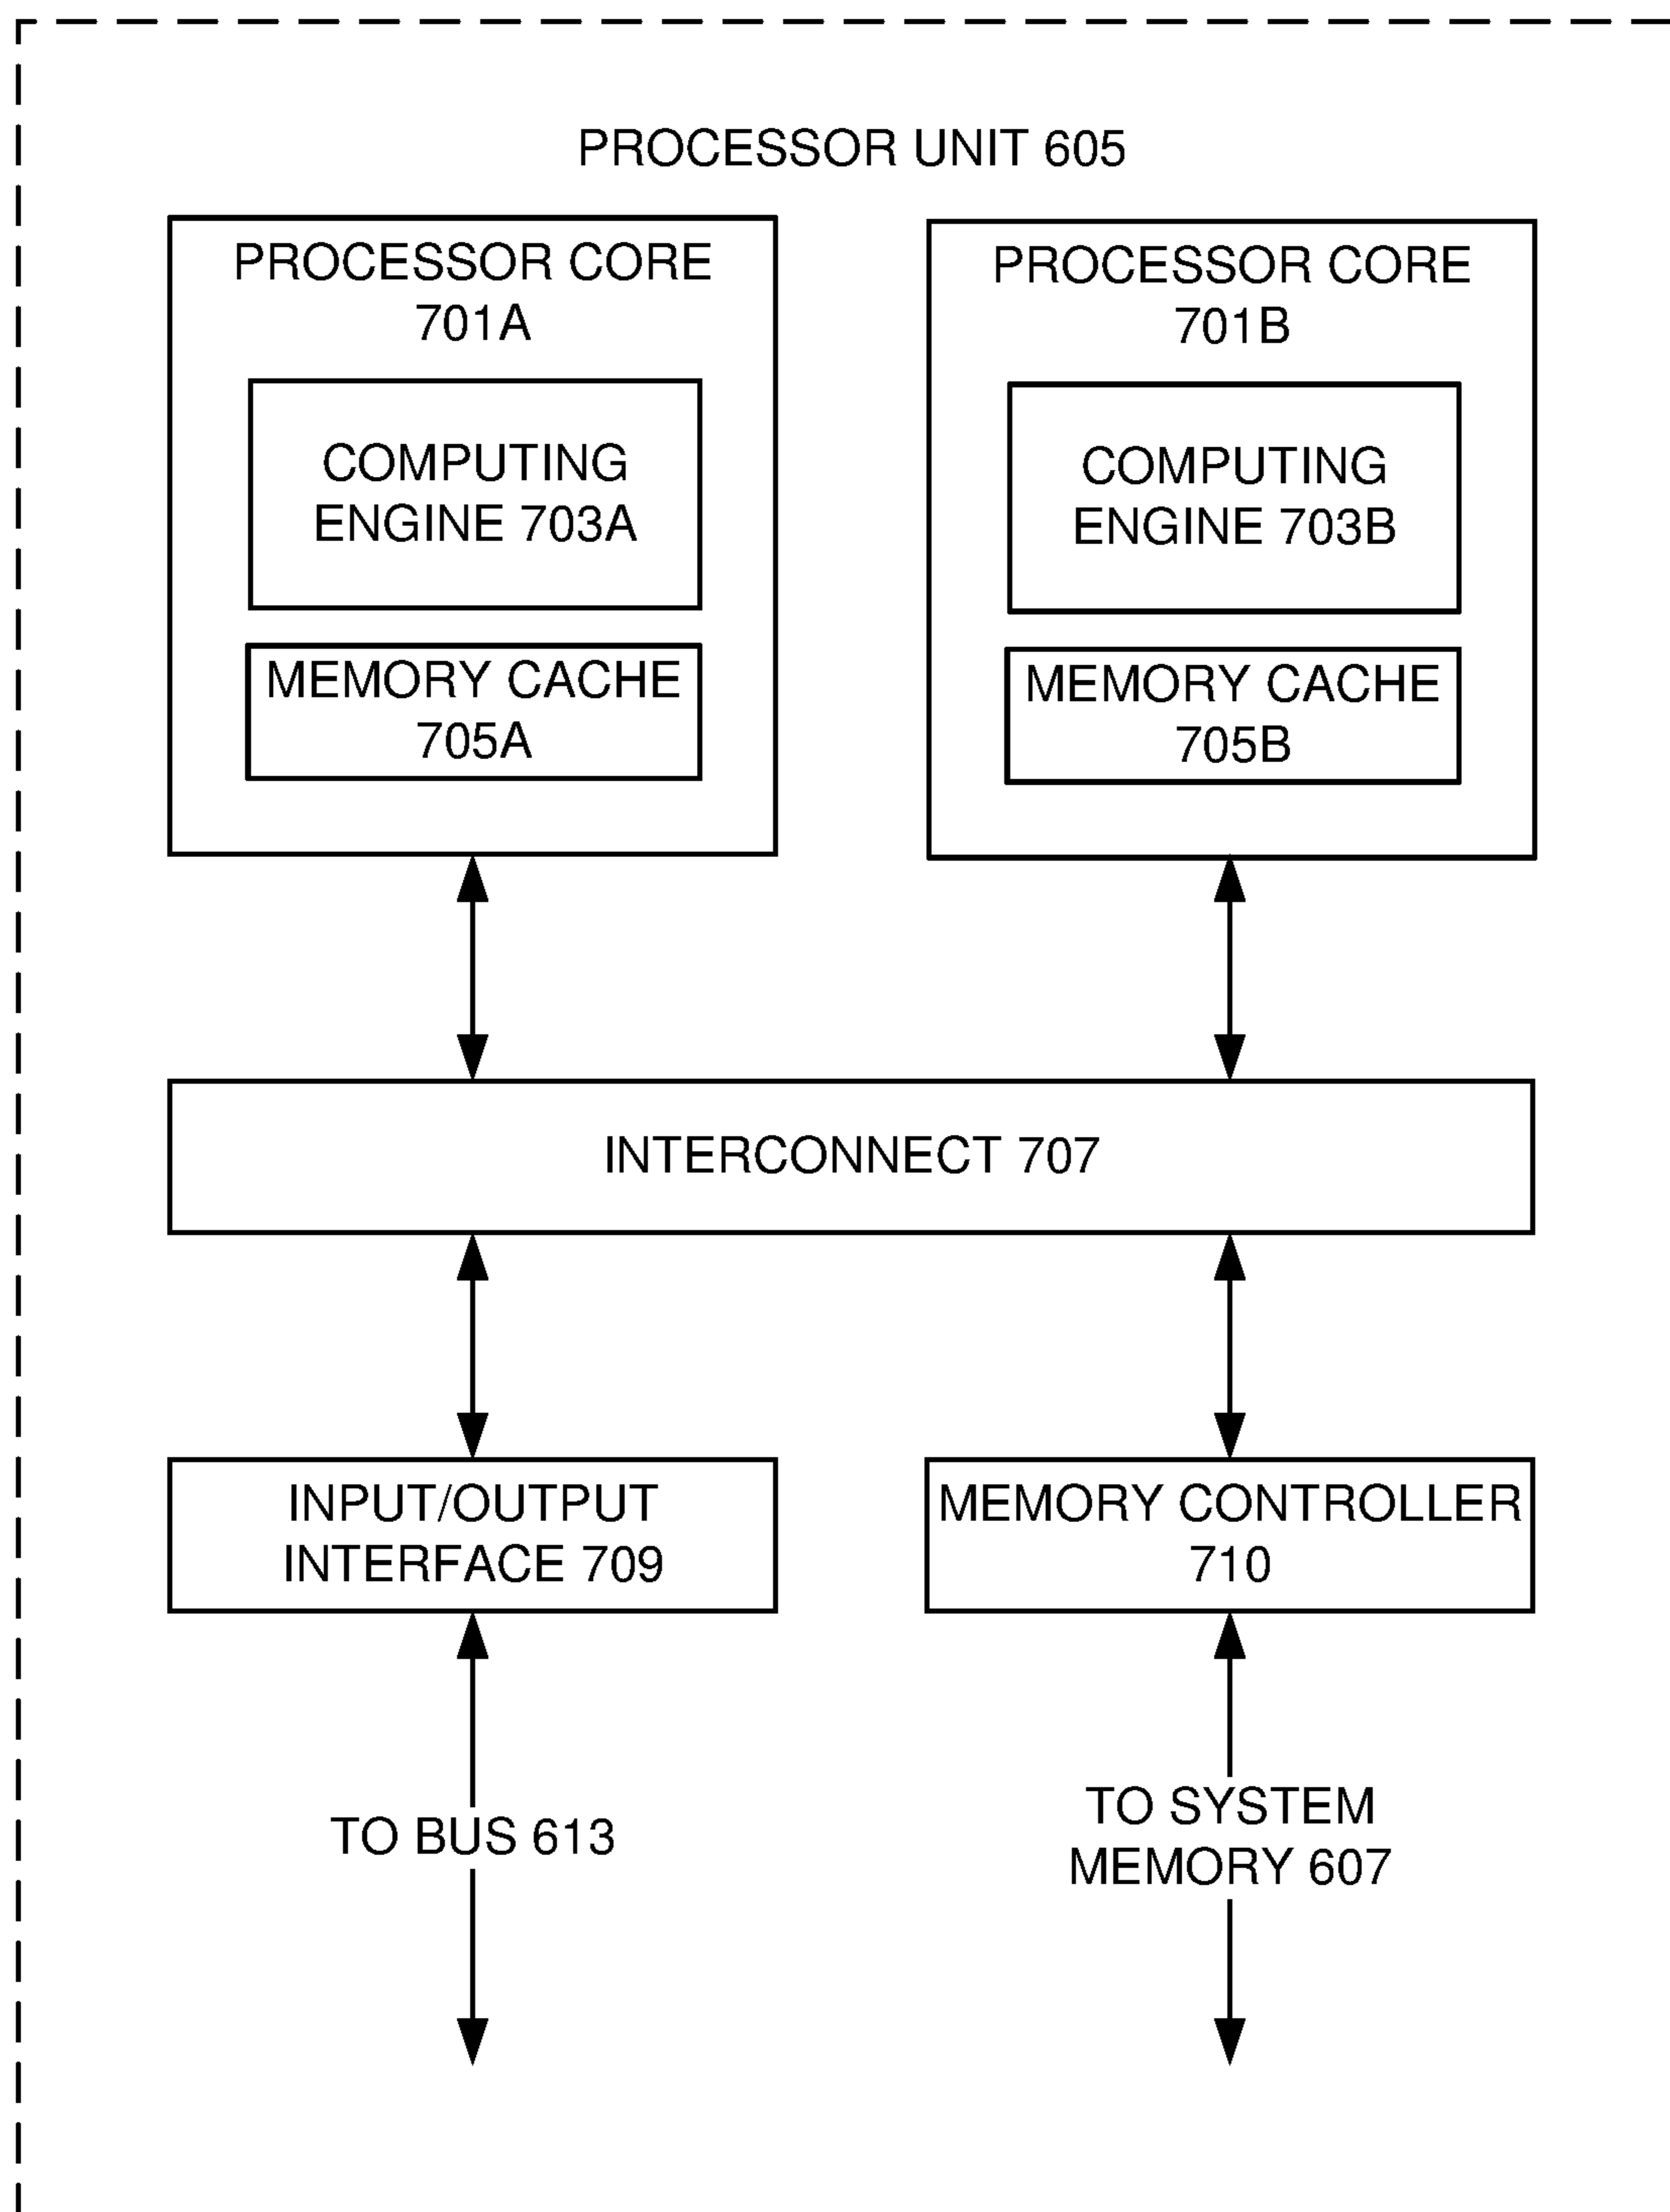 PROCESSOR UNIT 605
PROCESSOR CORE
701A
COMPUTING
ENGINE 703A
MEMORY CACHE
705A
PROCESSOR CORE
701B
COMPUTING
ENGINE 703B
MEMORY CACHE
705B
INTERCONNECT 707
INPUT/OUTPUT
INTERFACE 709
MEMORY CONTROLLER
710
TO BUS 613
TO SYSTEM
MEMORY 607